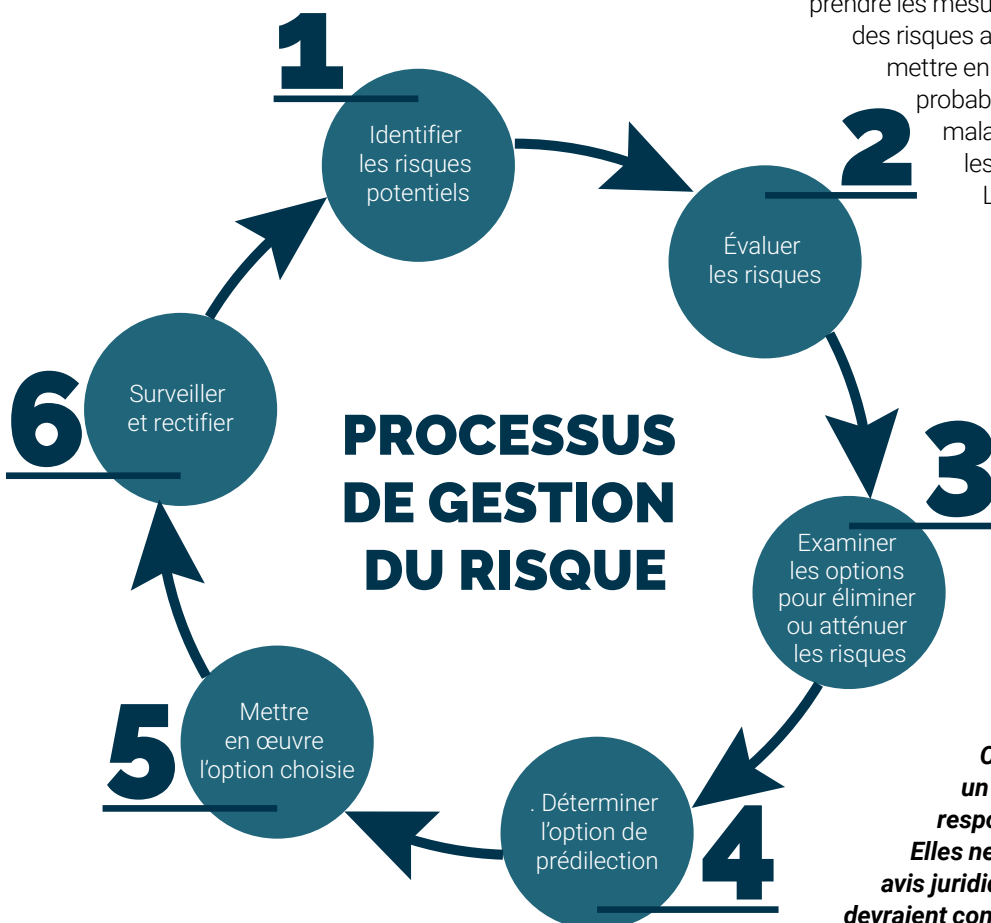 prendre les mesu
des risques a
mettre en
probab
mala
les
L
1
Identifier
les risques
potentiels
2
Évaluer
les risques
3
Examiner
les options
pour éliminer
ou atténuer
les risques
. Déterminer
l’option de
prédilection
4
Mettre
en œuvre
l’option choisie
5
Surveiller
et rectifier
6
PROCESSUS
DE GESTION
DU RISQUE
un
respo
Elles ne
avis juridi
devraient con